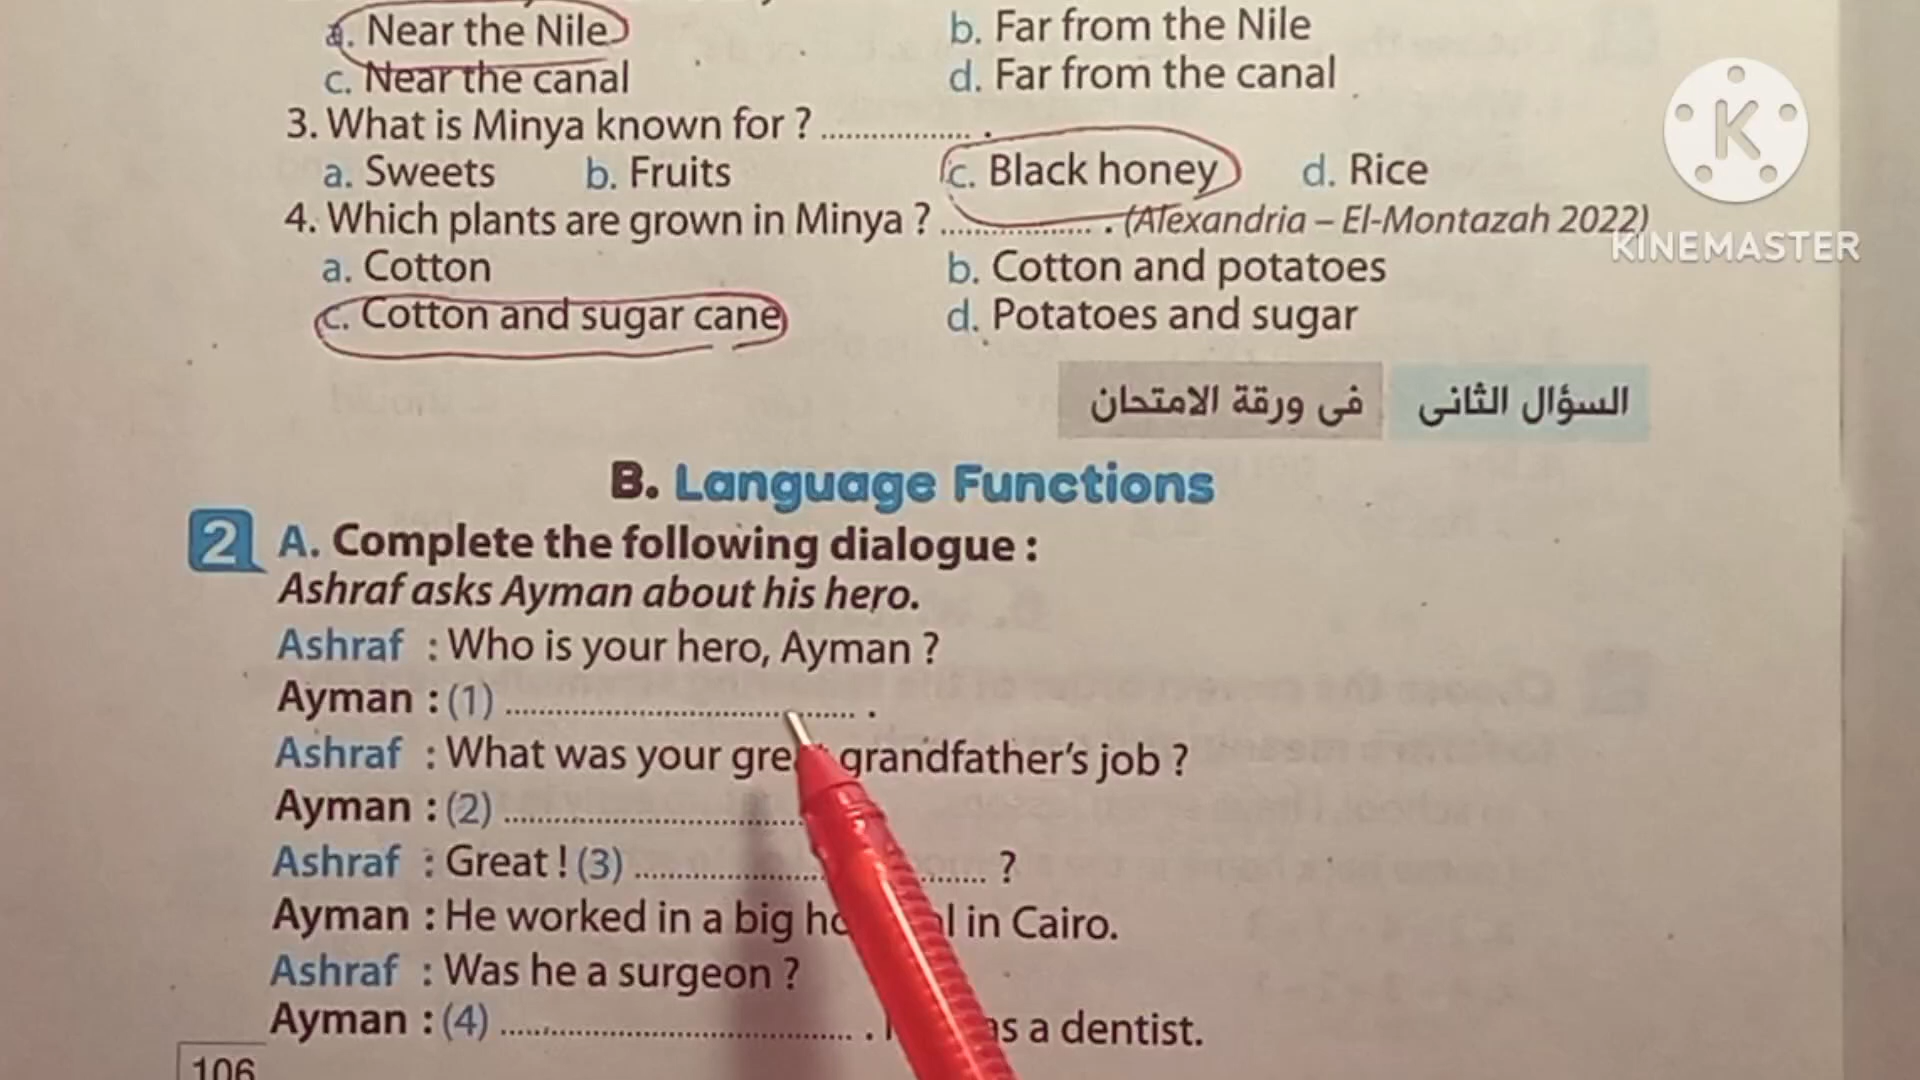 a. Near the Nile b. Far from the Nile
c. Near the canal d. Far from the canal
3. What is Minya known for ? .................. .
a. Sweets b. Fruits c. Black honey d. Rice
4. Which plants are grown in Minya ? .................. . (Alexandria – El-Montazah 2022)
a. Cotton b. Cotton and potatoes
c. Cotton and sugar cane d. Potatoes and sugar
السؤال الثانى فى ورقة الامتحان
B. Language Functions
2 A. Complete the following dialogue :
Ashraf asks Ayman about his hero.
Ashraf : Who is your hero, Ayman ?
Ayman : (1) .......................................... .
Ashraf : What was your great grandfather's job ?
Ayman : (2) ....................................
Ashraf : Great ! (3) .......................................... ?
Ayman : He worked in a big in Cairo.
Ashraf : Was he a surgeon ?
Ayman : (4) .......................................... . a dentist.
106
K
KINEMASTER